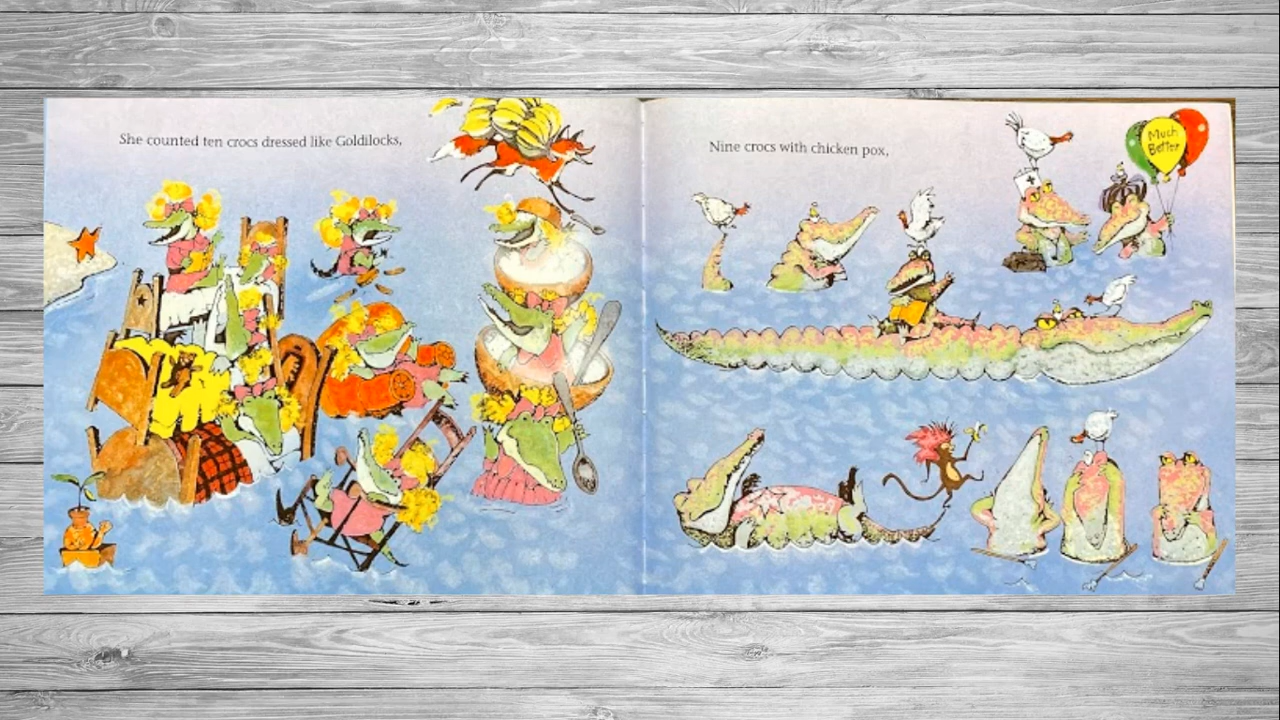 She counted ten crocs dressed like Goldilocks,
Nine crocs with chicken pox,
Much
Better